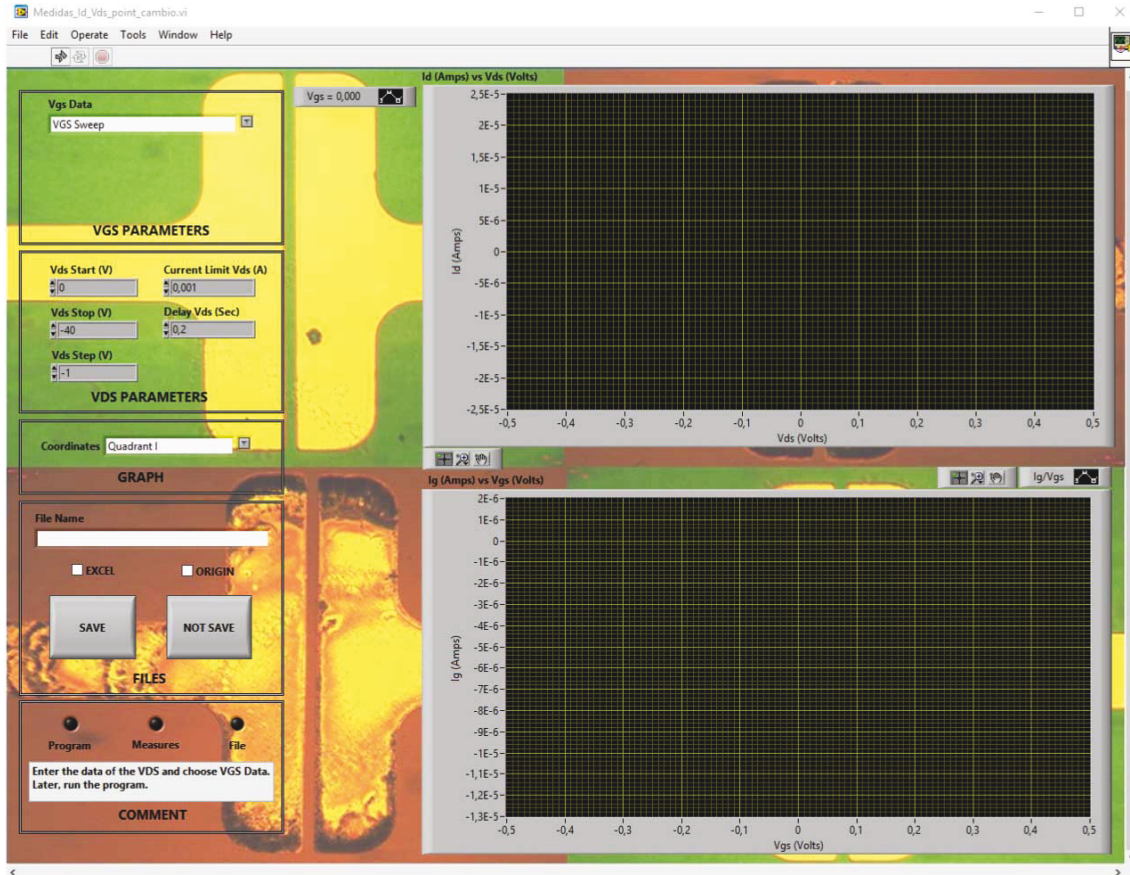 Medidas_Id_Vds_point_cambio.vi
File Edit Operate Tools Window Help
Vgs Data
VGS Sweep
VGS PARAMETERS
Vds Start (V) Current Limit Vds (A)
0 0,001
Vds Stop (V) Delay Vds (Sec)
-40 0,2
Vds Step (V)
-1
VDS PARAMETERS
Coordinates Quadrant I
GRAPH
File Name
EXCEL ORIGIN
SAVE NOT SAVE
FILES
Program Measures File
Enter the data of the VDS and choose VGS Data.
Later, run the program.
COMMENT
Id (Amps) vs Vds (Volts)
Vgs = 0,000
2,5E-5
2E-5
1,5E-5
1E-5
5E-6
0
-5E-6
-1E-5
-1,5E-5
-2E-5
-2,5E-5
Id (Amps)
-0,5 -0,4 -0,3 -0,2 -0,1 0 0,1 0,2 0,3 0,4 0,5
Vds (Volts)
Ig (Amps) vs Vgs (Volts)
Ig/Vgs
2E-6
1E-6
0
-1E-6
-2E-6
-3E-6
-4E-6
-5E-6
-6E-6
-7E-6
-8E-6
-9E-6
-1E-5
-1,1E-5
-1,2E-5
-1,3E-5
Ig (Amps)
-0,5 -0,4 -0,3 -0,2 -0,1 0 0,1 0,2 0,3 0,4 0,5
Vgs (Volts)